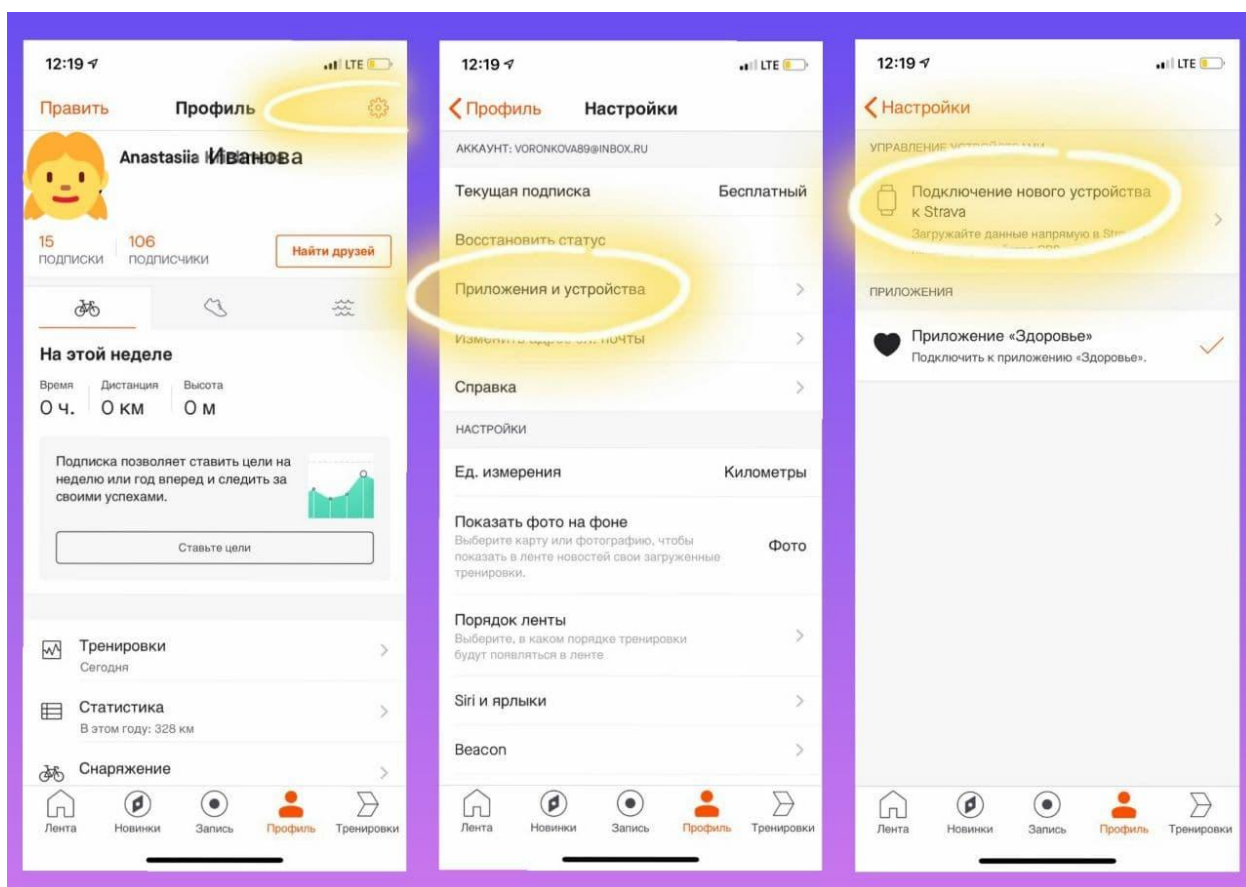 12:19
LTE
Править
Профиль
Anastasiia Иванова
15
подписки
106
подписчики
Найти друзей
На этой неделе
Время
Дистанция
Высота
0 ч.
0 км
0 м
Подписка позволяет ставить цели на
неделю или год вперед и следить за
своими успехами.
Ставьте цели
Тренировки
Сегодня
Статистика
В этом году: 328 км
Снаряжение
Лента
Новинки
Запись
Профиль
Тренировки
12:19
LTE
Профиль
Настройки
АККАУНТ: VORONKOVA89@INBOX.RU
Текущая подписка
Бесплатный
Восстановить статус
Приложения и устройства
Изменить адрес эл. почты
Справка
НАСТРОЙКИ
Ед. измерения
Километры
Показать фото на фоне
Выберите карту или фотографию, чтобы
показать в ленте новостей свои загруженные
тренировки.
Фото
Порядок ленты
Выберите, в каком порядке тренировки
будут появляться в ленте
Siri и ярлыки
Beacon
Лента
Новинки
Запись
Профиль
Тренировки
12:19
LTE
Настройки
УПРАВЛЕНИЕ УСТРОЙСТВАМИ
Подключение нового устройства
к Strava
Загружайте данные напрямую в
ПРИЛОЖЕНИЯ
Приложение «Здоровье»
Подключить к приложению «Здоровье».
Лента
Новинки
Запись
Профиль
Тренировки